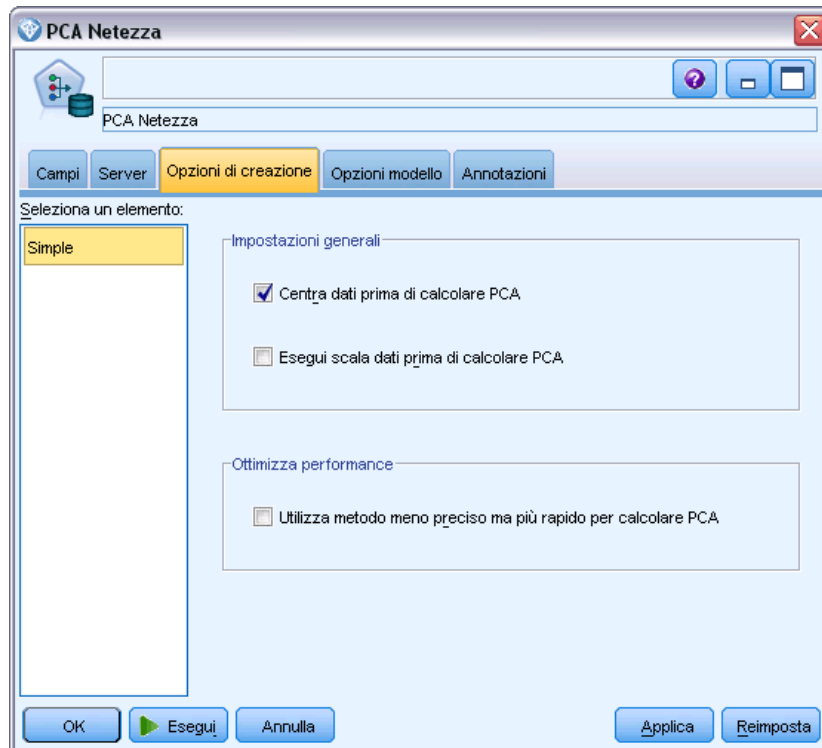 PCA Netezza
PCA Netezza
Campi Server Opzioni di creazione Opzioni modello Annotazioni
Seleziona un elemento:
Simple
Impostazioni generali
Centra dati prima di calcolare PCA
Esegui scala dati prima di calcolare PCA
Ottimizza performance
Utilizza metodo meno preciso ma più rapido per calcolare PCA
OK Esegui Annulla Applica Reimposta